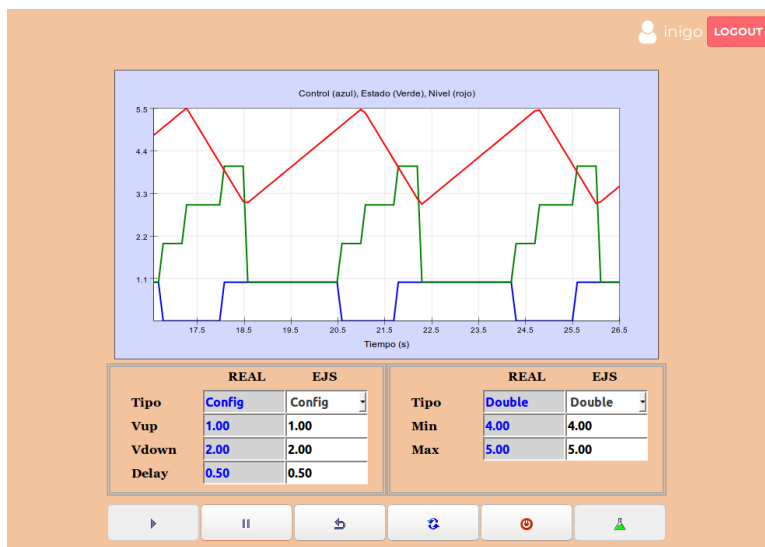 inigo LOGOUT
Control (azul), Estado (Verde), Nivel (rojo)
5.5
4.4
3.3
2.2
1.1
17.5 18.5 19.5 20.5 21.5 22.5 23.5 24.5 25.5 26.5
Tiempo (s)
REAL EJS
Tipo Config Config
Vup 1.00 1.00
Vdown 2.00 2.00
Delay 0.50 0.50
REAL EJS
Tipo Double Double
Min 4.00 4.00
Max 5.00 5.00